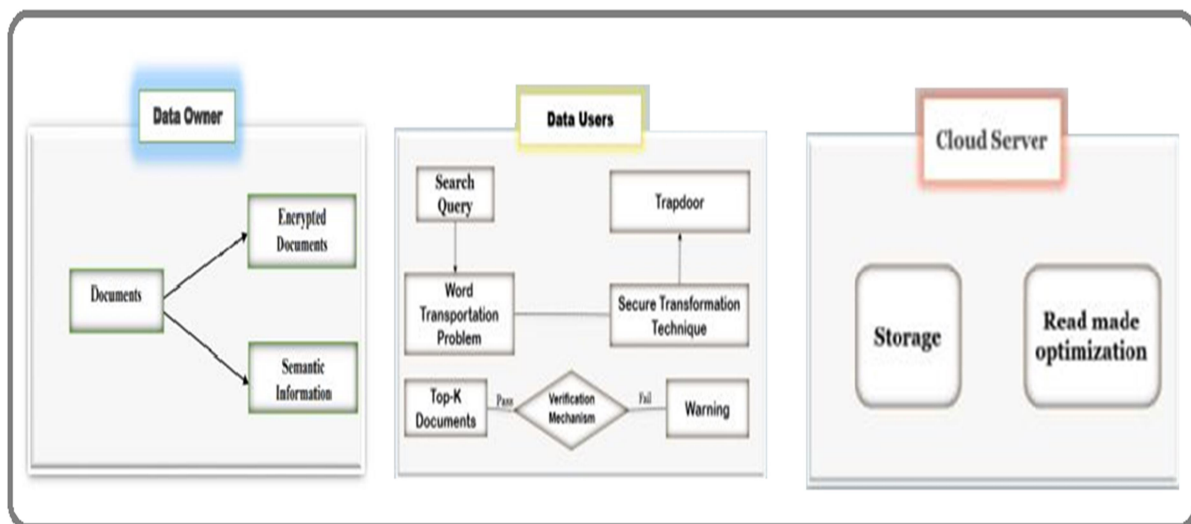 Data Owner
Documents
Encrypted
Documents
Semantic
Information
Data Users
Search
Query
Trapdoor
Word
Transportation
Problem
Secure Transformation
Technique
Top-K
Documents
Pass
Verification
Mechanism
Fail
Warning
Cloud Server
Storage
Read made
optimization